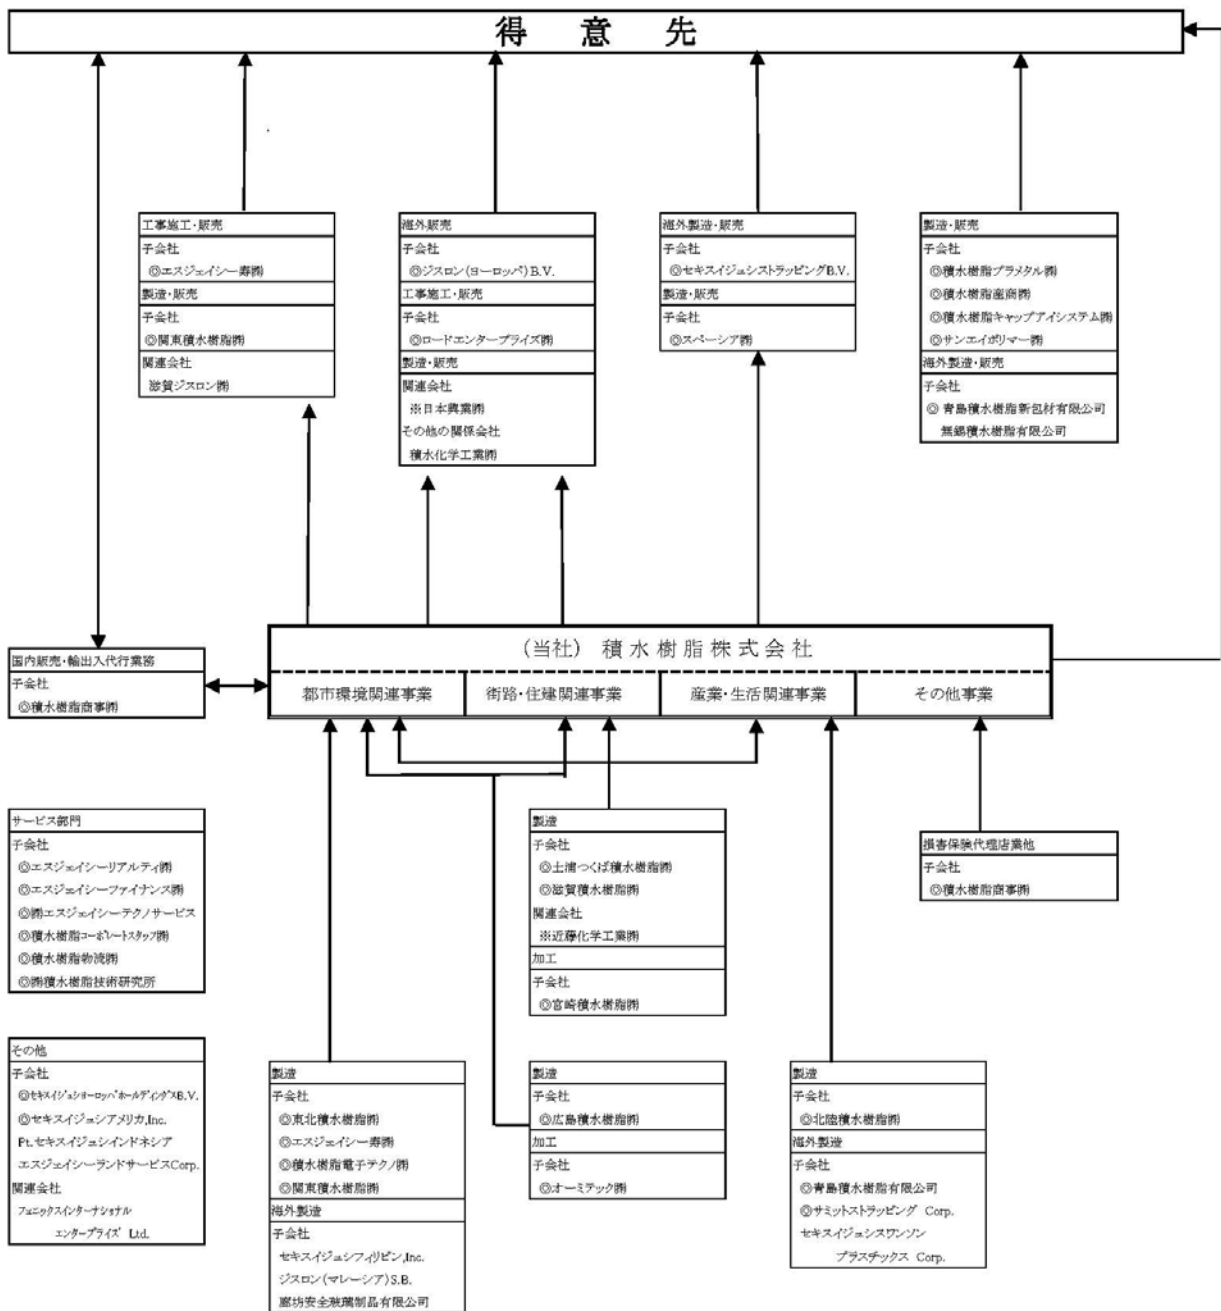 得意先
工事施工・販売
子会社
◎エスジェイシー寿㈱
製造・販売
子会社
◎関東積水樹脂㈱
関連会社
滋賀ジスロン㈱
海外販売
子会社
◎ジスロン(ヨーロッパ)B.V.
工事施工・販売
子会社
◎ロードエンタープライズ㈱
製造・販売
関連会社
※日本興業㈱
その他の関係会社
積水化学工業㈱
海外製造・販売
子会社
◎セキスイジュシストラッピングB.V.
製造・販売
子会社
◎スペーシア㈱
製造・販売
子会社
◎積水樹脂プラメタル㈱
◎積水樹脂産商㈱
◎積水樹脂キャップアイシステム㈱
◎サンエイポリマー㈱
海外製造・販売
子会社
◎青島積水樹脂新包材有限公司
無錫積水樹脂有限公司
(当社) 積水樹脂株式会社
都市環境関連事業
街路・住建関連事業
産業・生活関連事業
その他事業
国内販売・輸出入代行業務
子会社
◎積水樹脂商事㈱
サービス部門
子会社
◎エスジェイシーリアルティ㈱
◎エスジェイシーファイナンス㈱
◎㈱エスジェイシーテクノサービス
◎積水樹脂コーポレートスタッフ㈱
◎積水樹脂物流㈱
◎㈱積水樹脂技術研究所
製造
子会社
◎土浦つくば積水樹脂㈱
◎滋賀積水樹脂㈱
関連会社
※近藤化学工業㈱
加工
子会社
◎宮崎積水樹脂㈱
損害保険代理店業他
子会社
◎積水樹脂商事㈱
その他
子会社
◎セキスイジュシヨーロッパホールディングスB.V.
◎セキスイジュシアメリカ,Inc.
Pt.セキスイジュシインドネシア
エスジェイシーランドサービスCorp.
関連会社
フェニックスインターナショナル
エンタープライズ Ltd.
製造
子会社
◎東北積水樹脂㈱
◎エスジェイシー寿㈱
◎積水樹脂電子テクノ㈱
◎関東積水樹脂㈱
海外製造
子会社
セキスイジュシフィリピン,Inc.
ジスロン(マレーシア)S.B.
廊坊安全玻璃制品有限公司
製造
子会社
◎広島積水樹脂㈱
加工
子会社
◎オーミテック㈱
製造
子会社
◎北陸積水樹脂㈱
海外製造
子会社
◎青島積水樹脂有限公司
◎サミットストラッピング Corp.
セキスイジュシスワンソン
プラスチックス Corp.